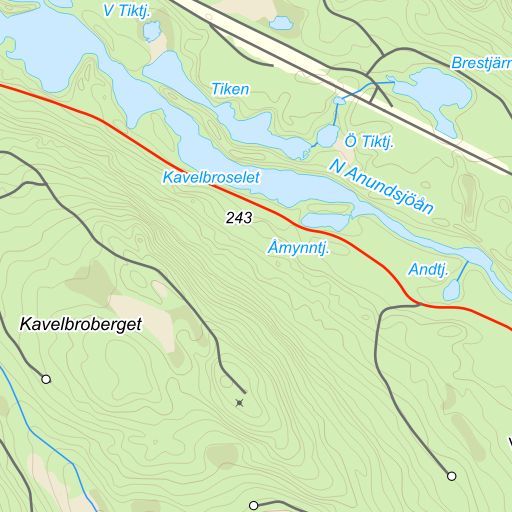 V Tiktj.
Brestjärn
Tiken
Ö Tiktj.
Kavelbroselet
N Anundsjöån
243
Åmynntj.
Andtj.
Kavelbroberget